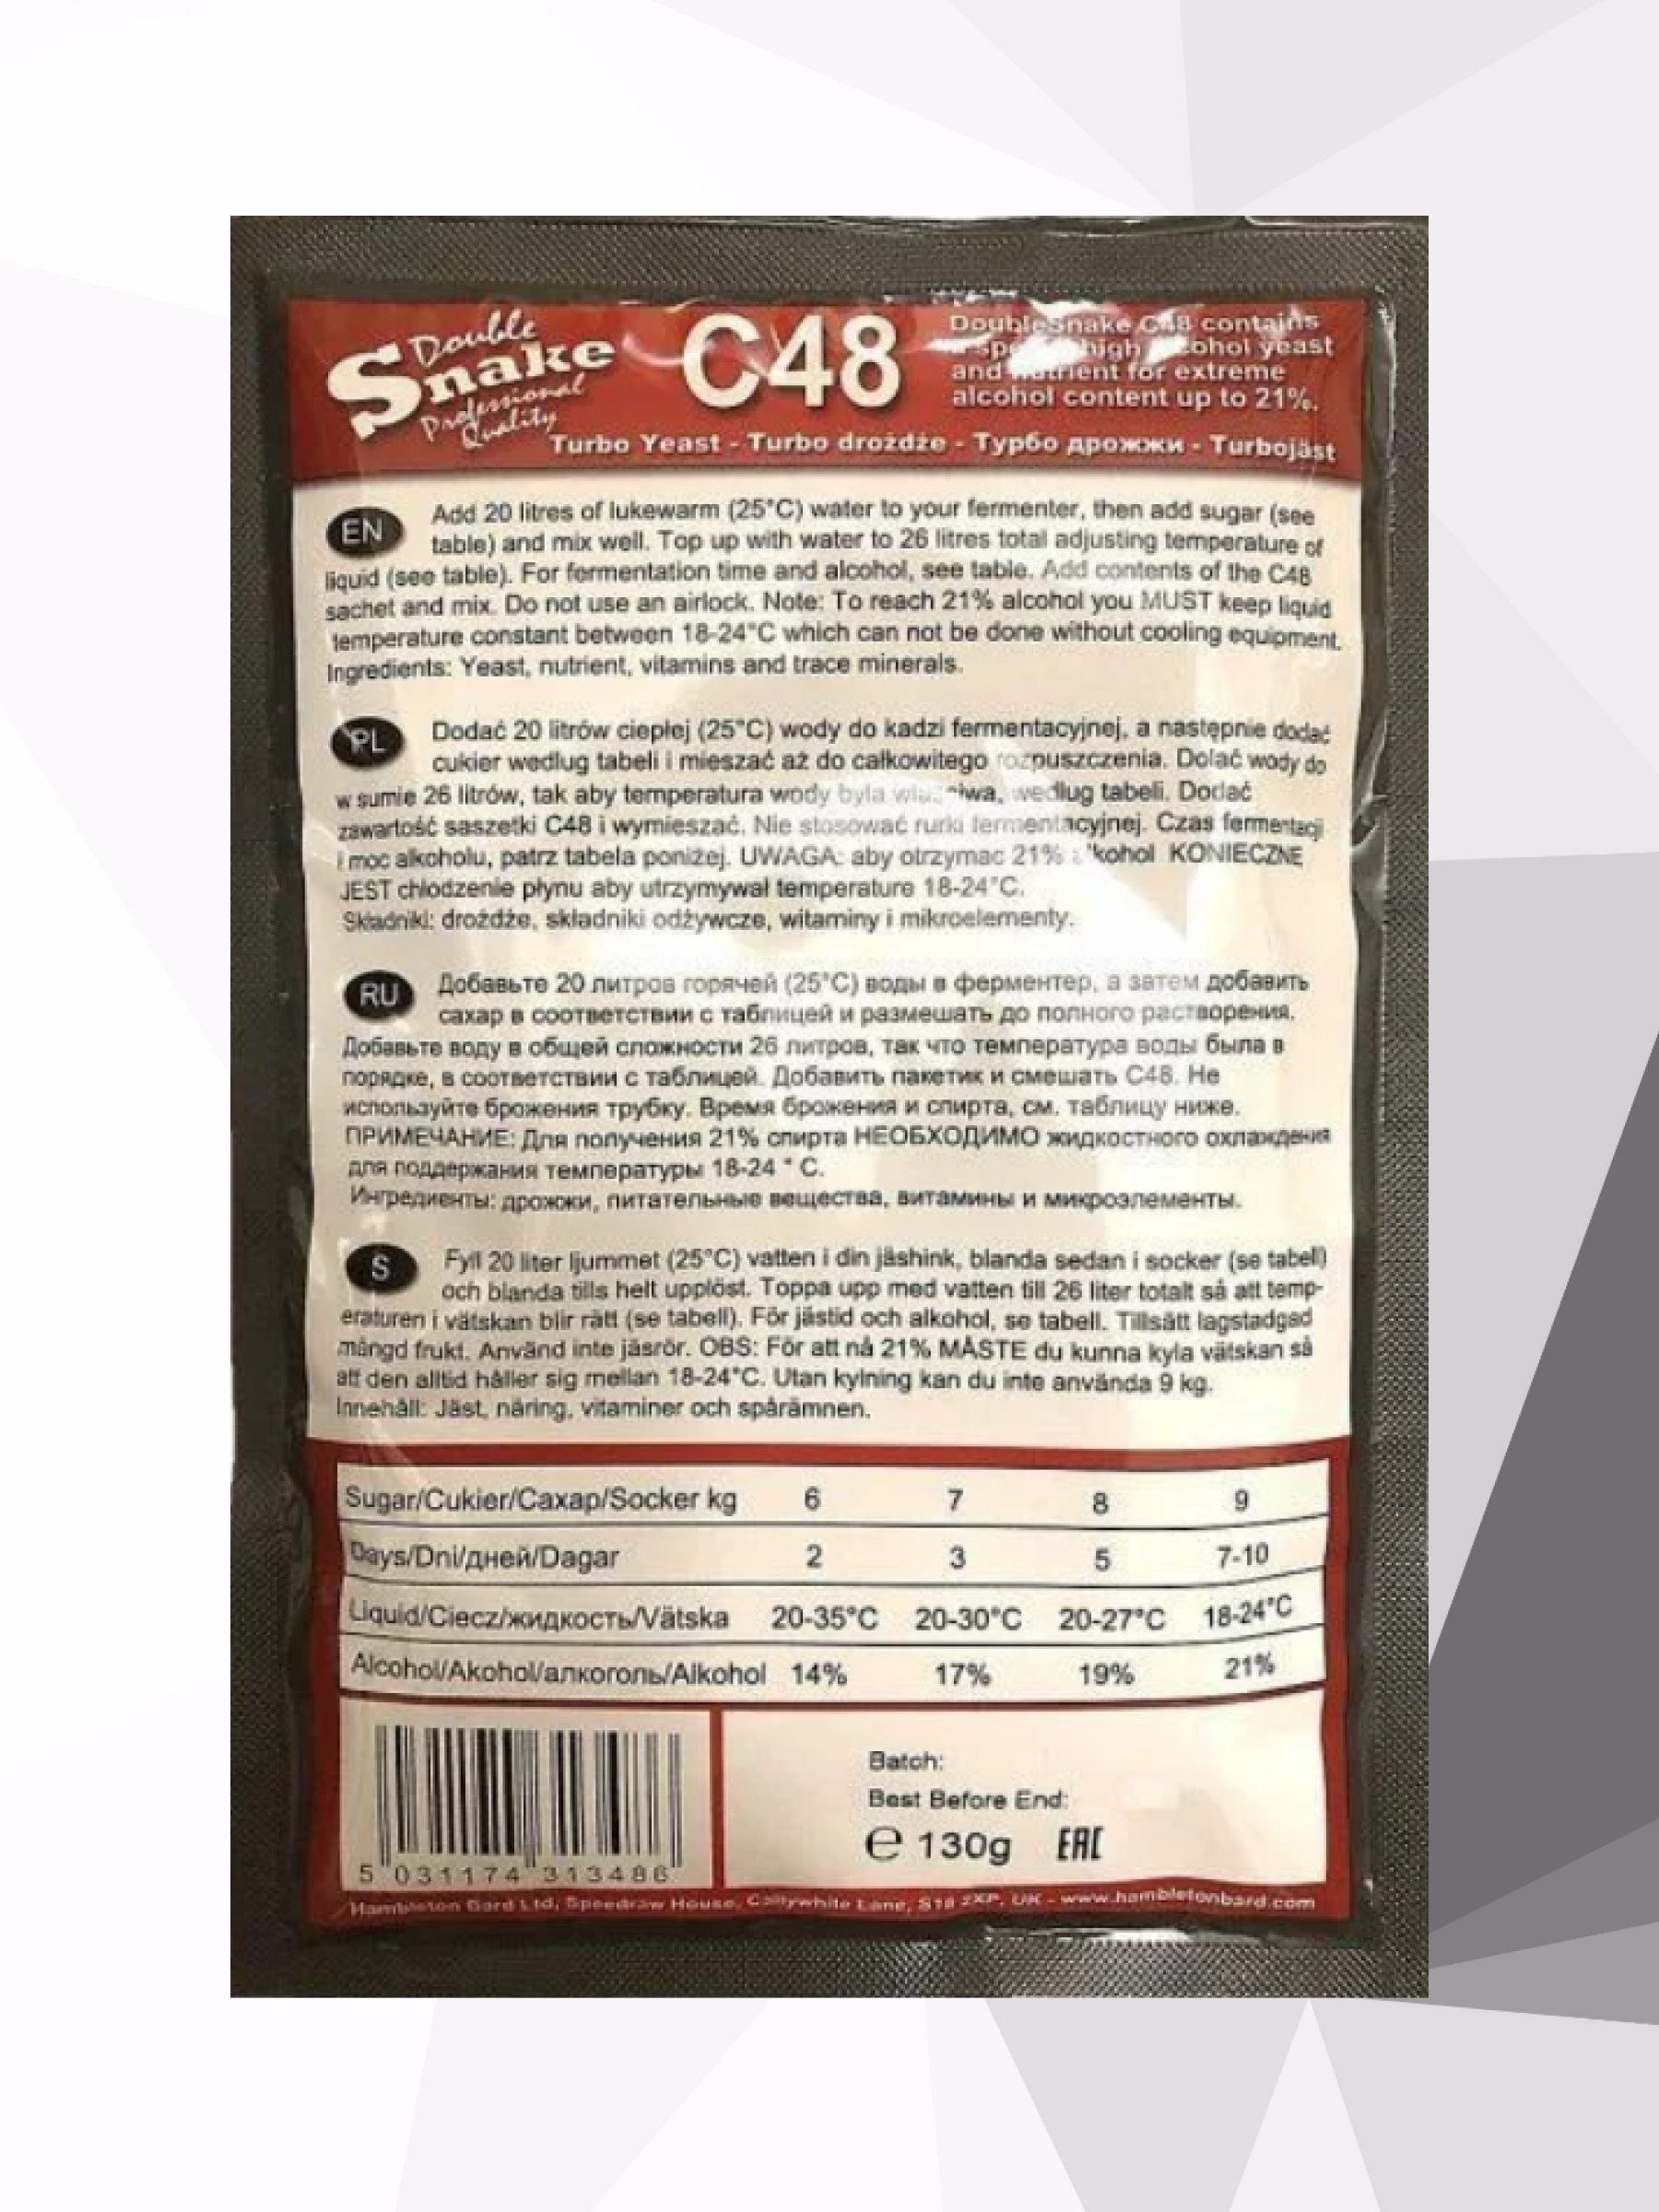 Double
Snake
Professional
Quality
C48
DoubleSnake C48 contains
high alcohol yeast
and nutrient for extreme
alcohol content up to 21%.
Turbo Yeast - Turbo drożdże - Турбо дрожжи - Turbojäst
EN
Add 20 litres of lukewarm (25°C) water to your fermenter, then add sugar (see
table) and mix well. Top up with water to 26 litres total adjusting temperature of
liquid (see table). For fermentation time and alcohol, see table. Add contents of the C48
sachet and mix. Do not use an airlock. Note: To reach 21% alcohol you MUST keep liquid
temperature constant between 18-24°C which can not be done without cooling equipment.
Ingredients: Yeast, nutrient, vitamins and trace minerals.
PL
Dodać 20 litrów ciepłej (25°C) wody do kadzi fermentacyjnej, a następnie dodać
cukier według tabeli i mieszać aż do całkowitego rozpuszczenia. Dolać wody do
w sumie 26 litrów, tak aby temperatura wody byla według tabeli. Dodać
zawartość saszetki C48 i wymieszać. Nie stosować rurki fermentacyjnej. Czas fermentacji
i moc alkoholu, patrz tabela poniżej. UWAGA: aby otrzymac 21% KONIECZNE
JEST chłodzenie płynu aby utrzymywał temperature 18-24°C.
Składniki: drożdże, składniki odżywcze, witaminy i mikroelementy.
RU
Добавьте 20 литров горячей (25°C) воды в ферментер, а затем добавить
сахар в соответствии с таблицей и размешать до полного растворения.
Добавьте воду в общей сложности 26 литров, так что температура воды была в
порядке, в соответствии с таблицей. Добавить пакетик и смешать C48. Не
используйте брожения трубку. Время брожения и спирта, см. таблицу ниже.
ПРИМЕЧАНИЕ: Для получения 21% спирта НЕОБХОДИМО жидкостного охлаждения
для поддержания температуры 18-24 ° C.
Ингредиенты: дрожжи, питательные вещества, витамины и микроэлементы.
S
Fyll 20 liter ljummet (25°C) vatten i din jäshink, blanda sedan i socker (se tabell)
och blanda tills helt upplöst. Toppa upp med vatten till 26 liter totalt så att temp-
eraturen i vätskan blir rätt (se tabell). För jästid och alkohol, se tabell. Tillsätt lagstadgad
mängd frukt. Använd inte jäsrör. OBS: För att nå 21% MÅSTE du kunna kyla vätskan så
att den alltid håller sig mellan 18-24°C. Utan kylning kan du inte använda 9 kg.
Innehåll: Jäst, näring, vitaminer och spårämnen.
Sugar/Cukier/Сахар/Socker kg 6 7 8 9
Days/Dni/дней/Dagar 2 3 5 7-10
Liquid/Ciecz/жидкость/Vätska 20-35°C 20-30°C 20-27°C 18-24°C
Alcohol/Akohol/алкоголь/Alkohol 14% 17% 19% 21%
Batch:
Best Before End:
℮ 130g EAC
5 031174 313486
Hambleton Bard Ltd, Speedraw House, Callywhite Lane, S18 2XP, UK - www.hambletonbard.com